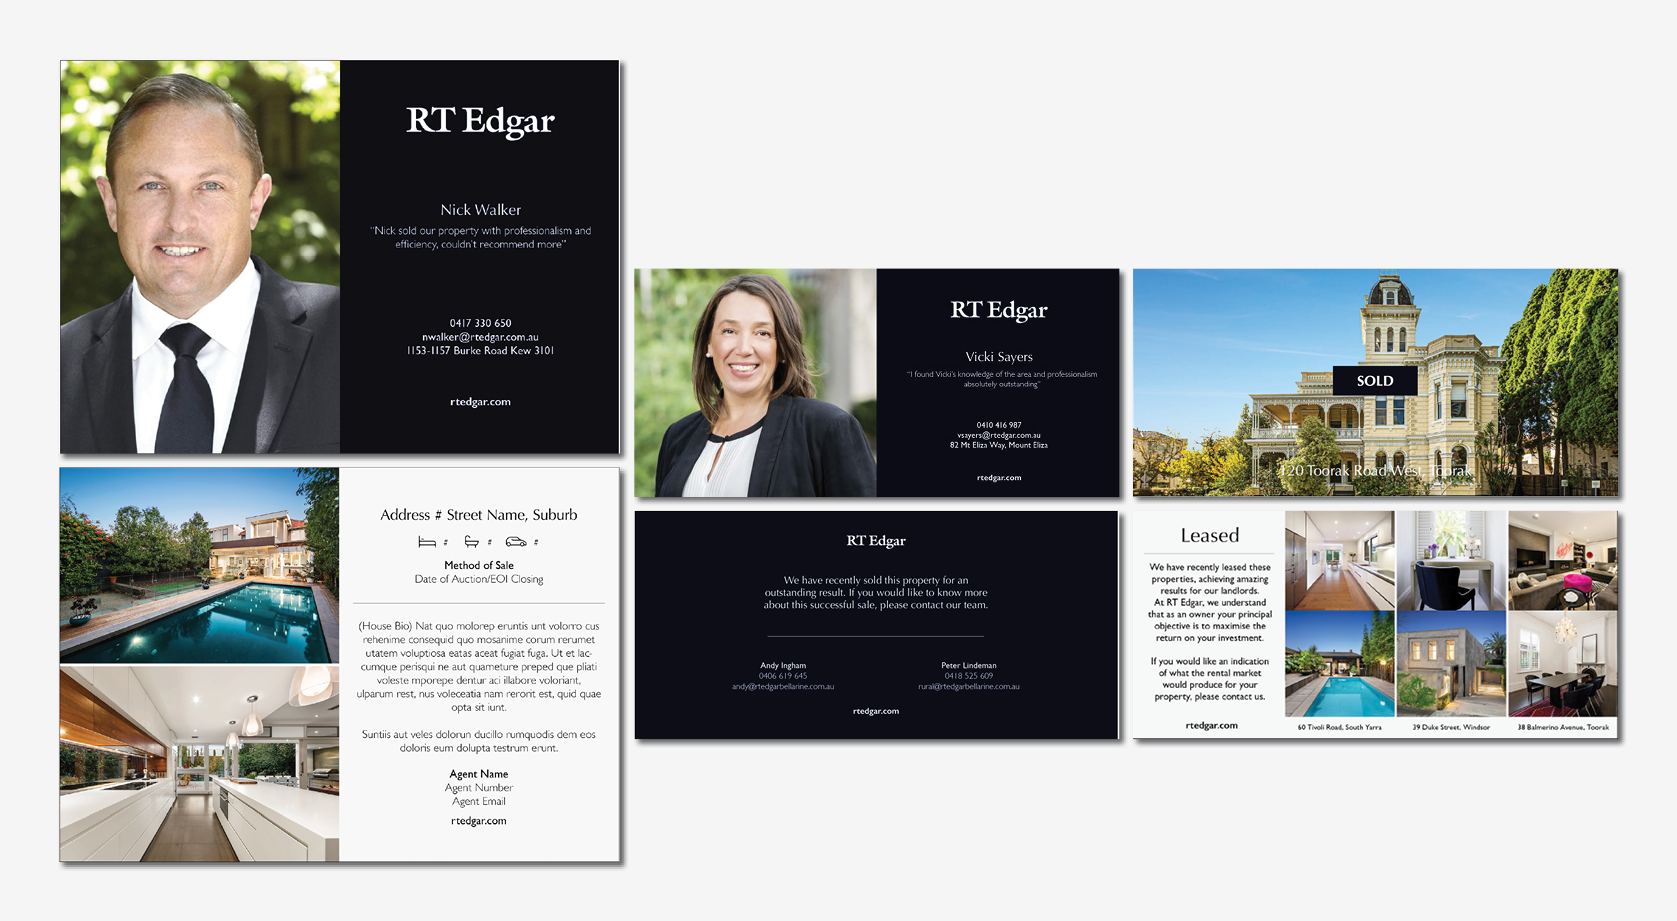 RT Edgar
Nick Walker
“Nick sold our property with professionalism and
efficiency, couldn't recommend more”
0417 330 650
nwalker@rtedgar.com.au
1153-1157 Burke Road Kew 3101
rtedgar.com
Address # Street Name, Suburb
# # #
Method of Sale
Date of Auction/EOI Closing
(House Bio) Nat quo molorep eruntis unt volorro cus
rehenime consequid quo mosanime corum rerumet
utatem voluptiosa eatas aceat fugiat fuga. Ut et lac-
cumque perisqui ne aut quameture preped que pliati
voleste mporepe dentur aci illabore voloriant,
ulparum rest, nus voleceatia nam rerorit est, quid quae
opta sit iunt.
Suntiis aut veles dolorun ducillo rumquodis dem eos
doloris eum dolupta testrum erunt.
Agent Name
Agent Number
Agent Email
rtedgar.com
RT Edgar
Vicki Sayers
“I found Vicki's knowledge of the area and professionalism
absolutely outstanding”
0410 416 987
vsayers@rtedgar.com.au
82 Mt Eliza Way, Mount Eliza
rtedgar.com
RT Edgar
We have recently sold this property for an
outstanding result. If you would like to know more
about this successful sale, please contact our team.
Andy Ingham
0406 619 645
andy@rtedgarbellarine.com.au
Peter Lindeman
0418 525 609
rural@rtedgarbellarine.com.au
rtedgar.com
SOLD
120 Toorak Road West, Toorak
Leased
We have recently leased these
properties, achieving amazing
results for our landlords.
At RT Edgar, we understand
that as an owner your principal
objective is to maximise the
return on your investment.
If you would like an indication
of what the rental market
would produce for your
property, please contact us.
rtedgar.com
60 Tivoli Road, South Yarra
39 Duke Street, Windsor
38 Balmerino Avenue, Toorak